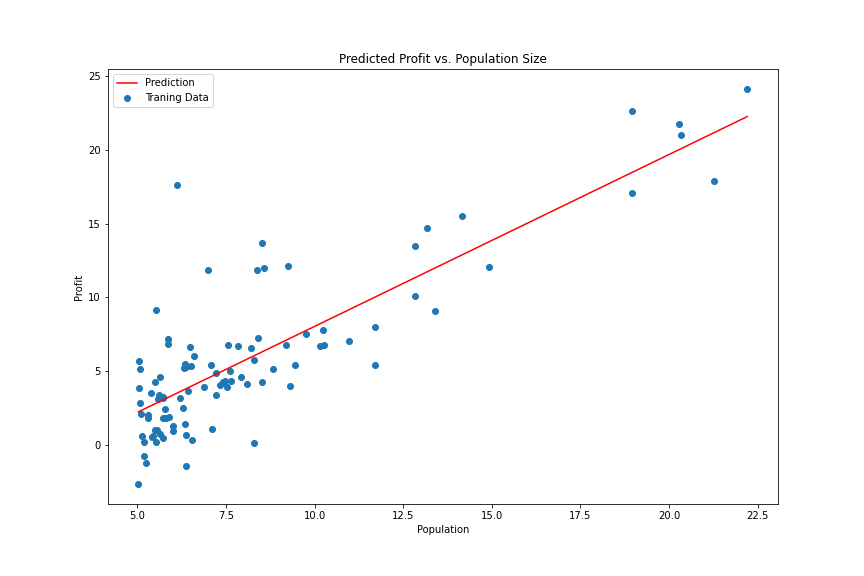 Predicted Profit vs. Population Size
Prediction
Traning Data
25
20
15
10
5
0
Profit
5.0 7.5 10.0 12.5 15.0 17.5 20.0 22.5
Population